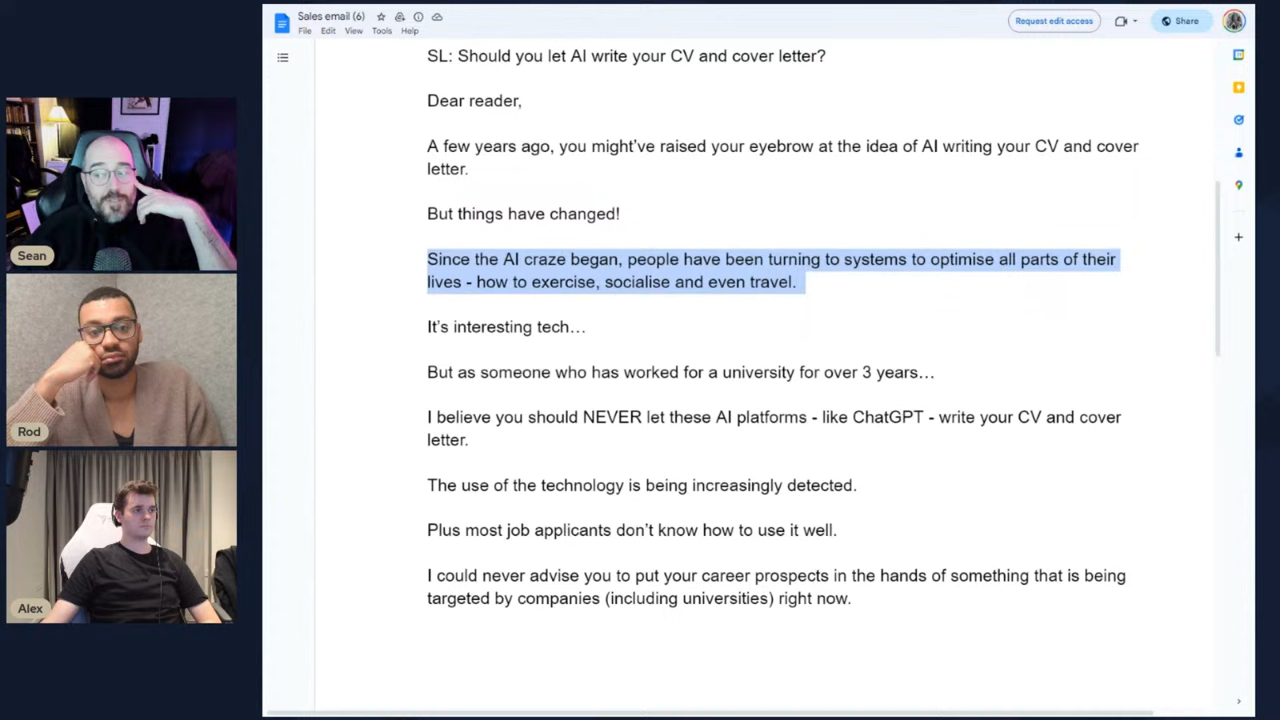 Sales email (6)
File Edit View Tools Help
Request edit access
Share
SL: Should you let AI write your CV and cover letter?
Dear reader,
A few years ago, you might’ve raised your eyebrow at the idea of AI writing your CV and cover
letter.
But things have changed!
Since the AI craze began, people have been turning to systems to optimise all parts of their
lives - how to exercise, socialise and even travel.
It’s interesting tech…
But as someone who has worked for a university for over 3 years…
I believe you should NEVER let these AI platforms - like ChatGPT - write your CV and cover
letter.
The use of the technology is being increasingly detected.
Plus most job applicants don’t know how to use it well.
I could never advise you to put your career prospects in the hands of something that is being
targeted by companies (including universities) right now.
Sean
Rod
Alex